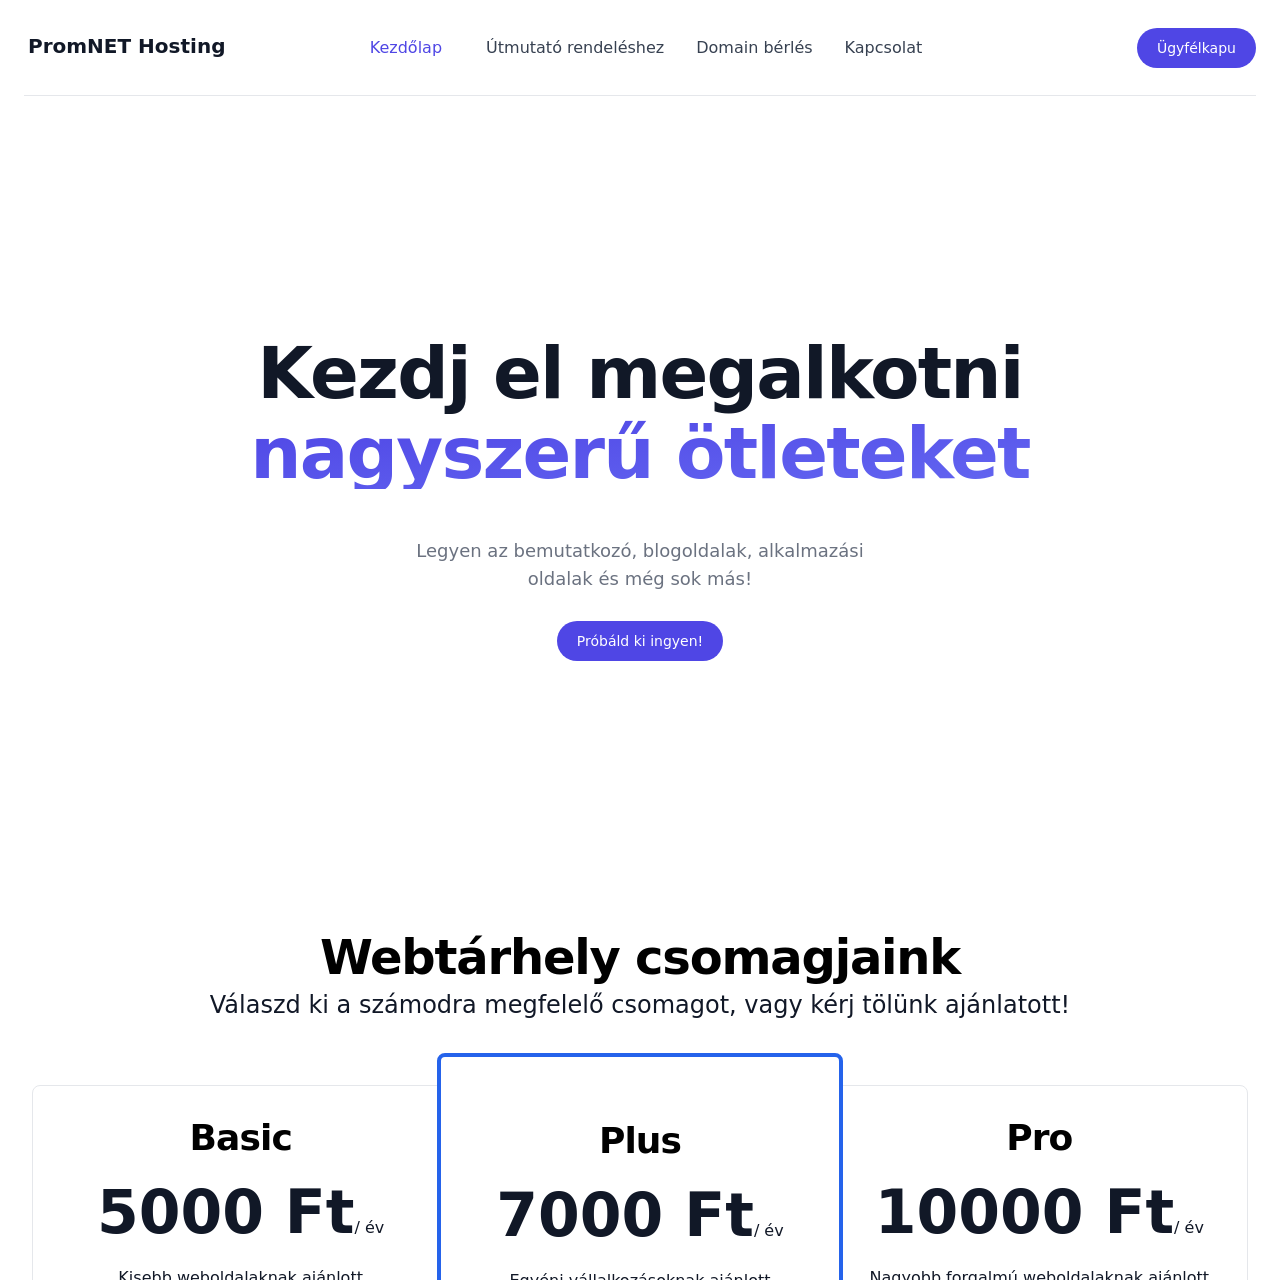 PromNET Hosting
Kezdőlap
Útmutató rendeléshez
Domain bérlés
Kapcsolat
Ügyfélkapu
Kezdj el megalkotni
nagyszerű ötleteket
Legyen az bemutatkozó, blogoldalak, alkalmazási
oldalak és még sok más!
Próbáld ki ingyen!
Webtárhely csomagjaink
Válaszd ki a számodra megfelelő csomagot, vagy kérj tölünk ajánlatott!
Basic
5000 Ft/ év
Kisebb weboldalaknak ajánlott
Plus
7000 Ft/ év
Egyéni vállalkozásoknak ajánlott
Pro
10000 Ft/ év
Nagyobb forgalmú weboldalaknak ajánlott